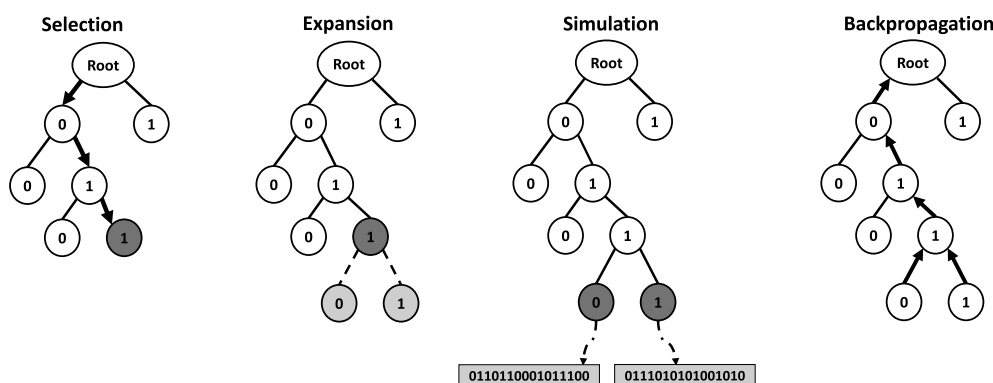 Selection Expansion Simulation Backpropagation
Root Root Root Root
0 1 0 1 0 1 0 1
0 1 0 1 0 1 0 1
0 1 0 1 0 1 0 1
0 1 0 1 0 1
0110110001011100 0111010101001010